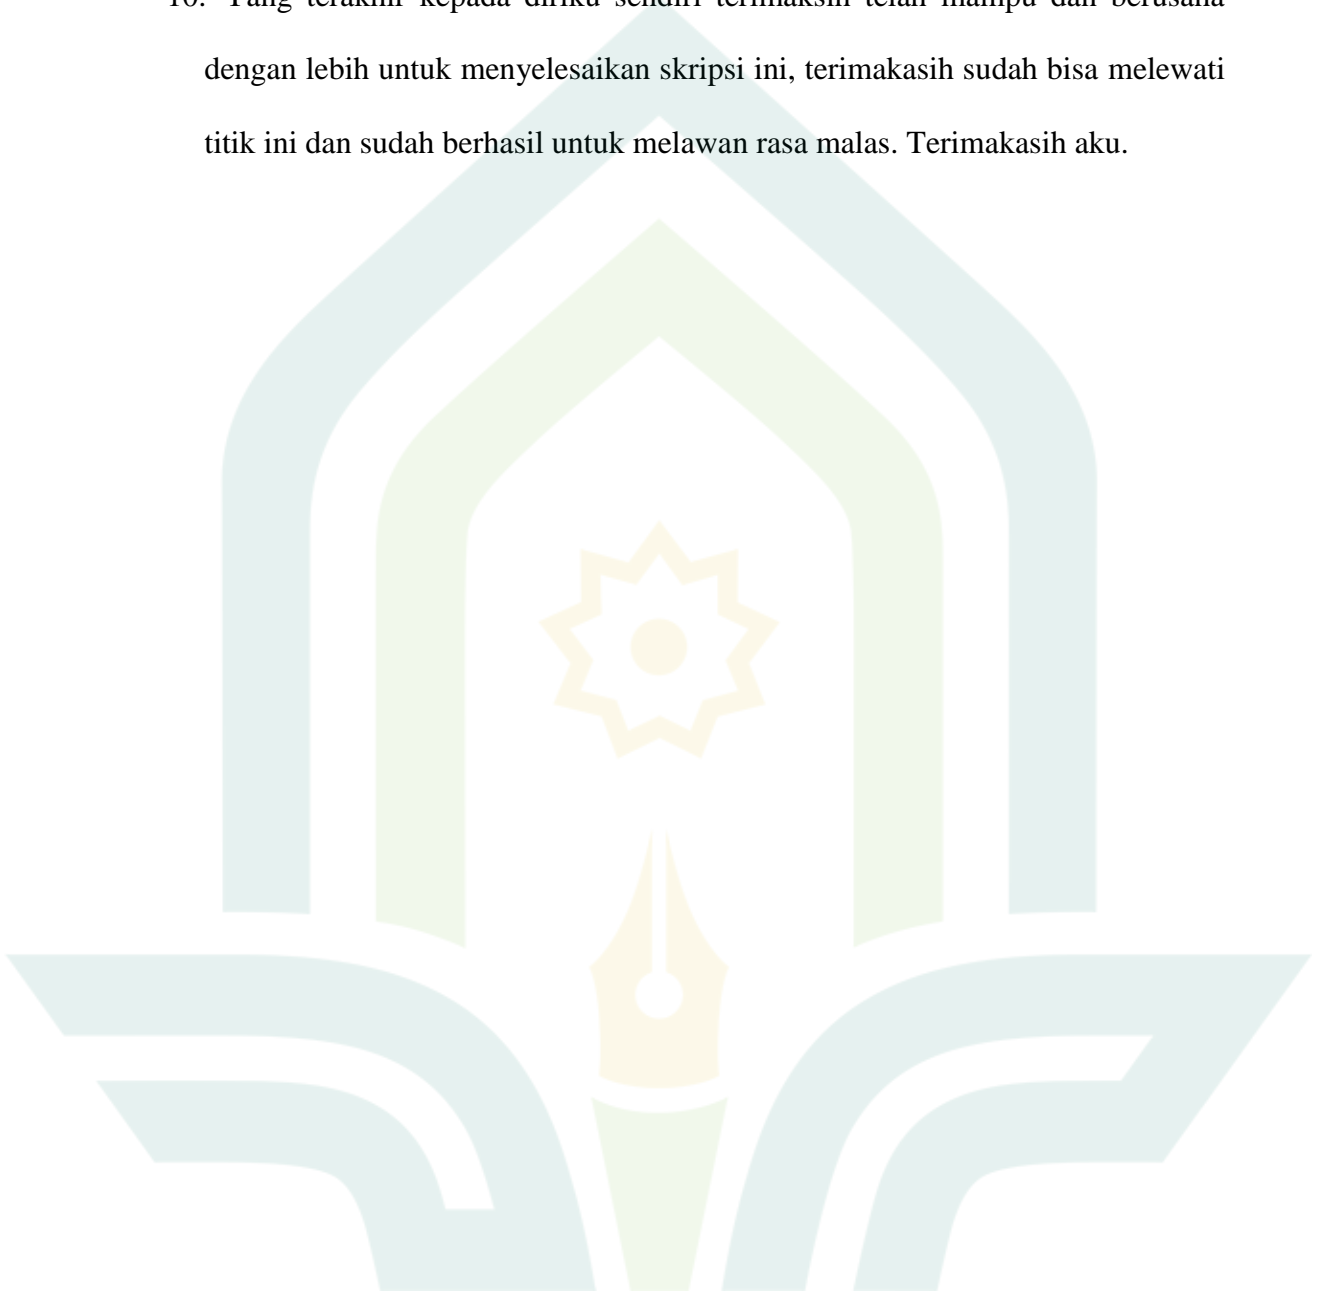 10. Yang terakhir kepada diriku sendiri terimaksih telah mampu dan berusaha
dengan lebih untuk menyelesaikan skripsi ini, terimakasih sudah bisa melewati
titik ini dan sudah berhasil untuk melawan rasa malas. Terimakasih aku.